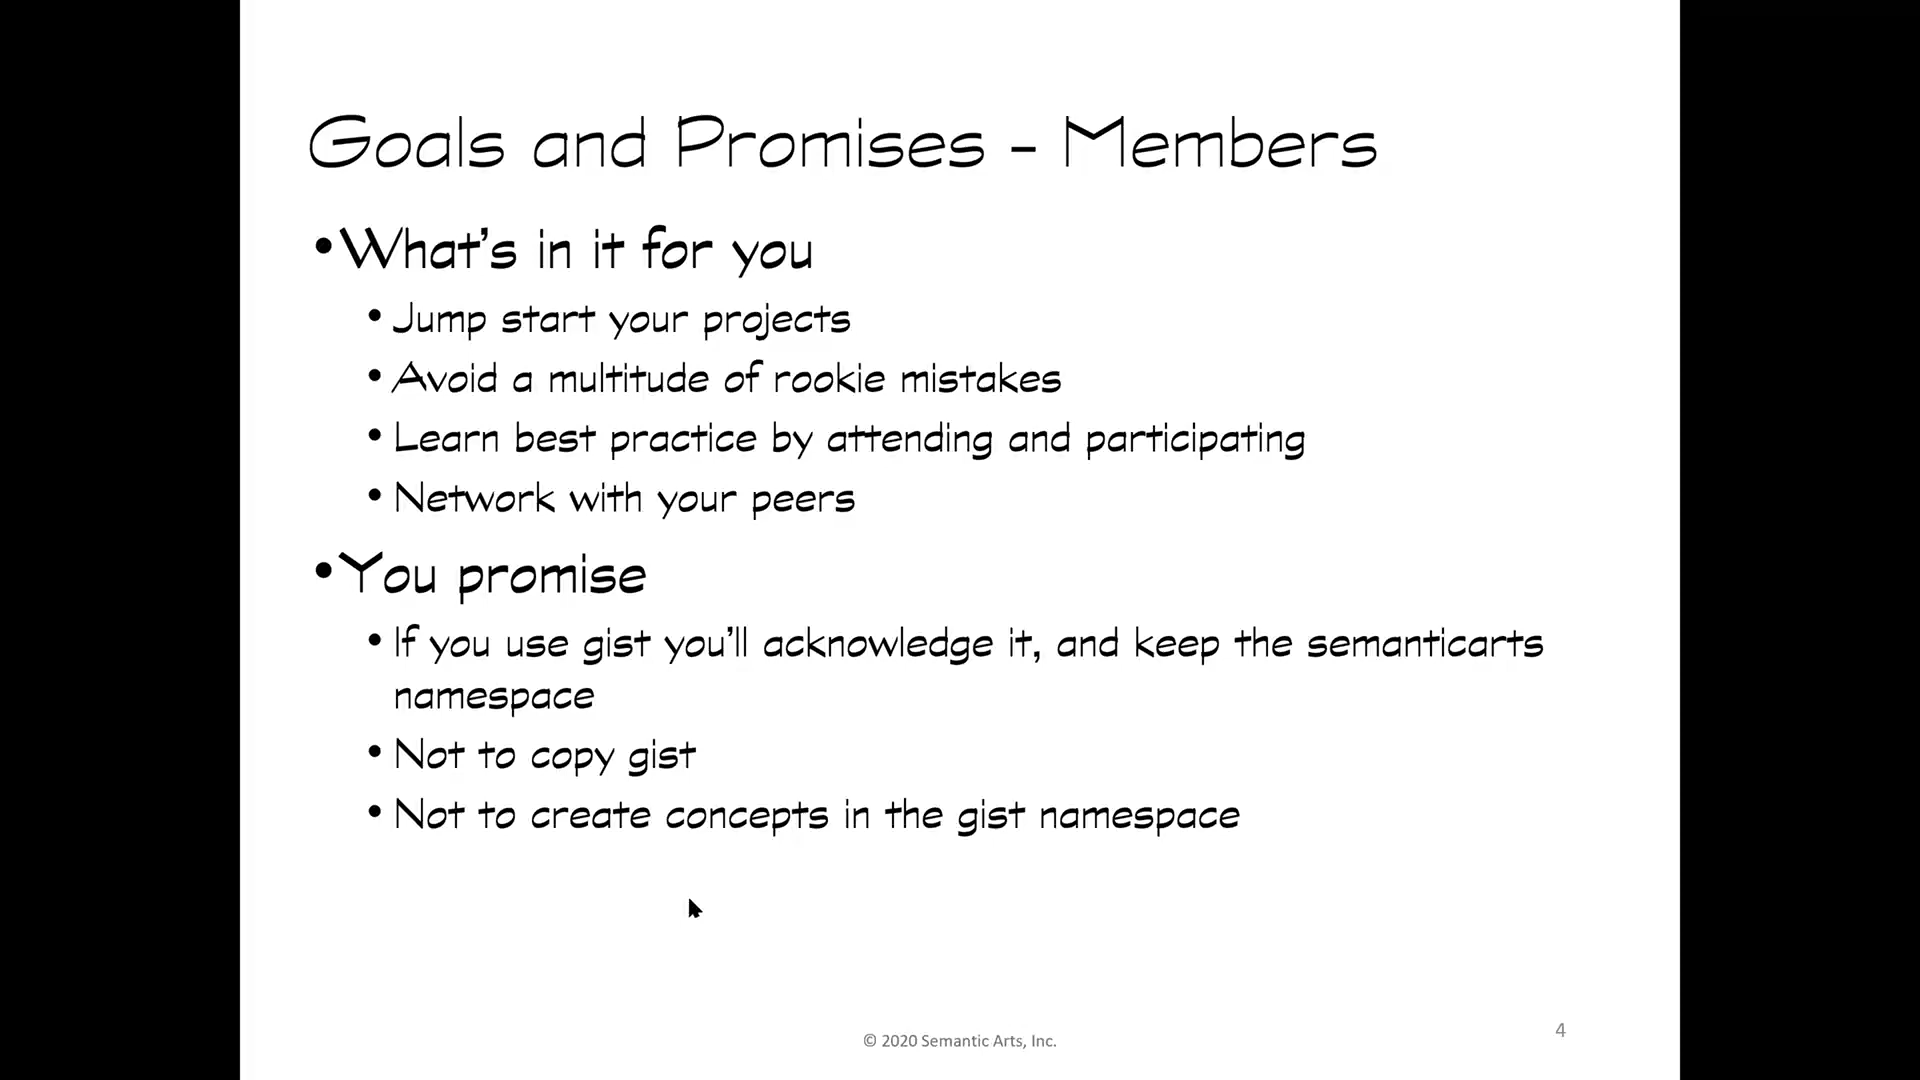 Goals and Promises - Members
•What's in it for you
• Jump start your projects
• Avoid a multitude of rookie mistakes
• Learn best practice by attending and participating
• Network with your peers
•You promise
• If you use gist you'll acknowledge it, and keep the semanticarts
namespace
• Not to copy gist
• Not to create concepts in the gist namespace
© 2020 Semantic Arts, Inc.
4